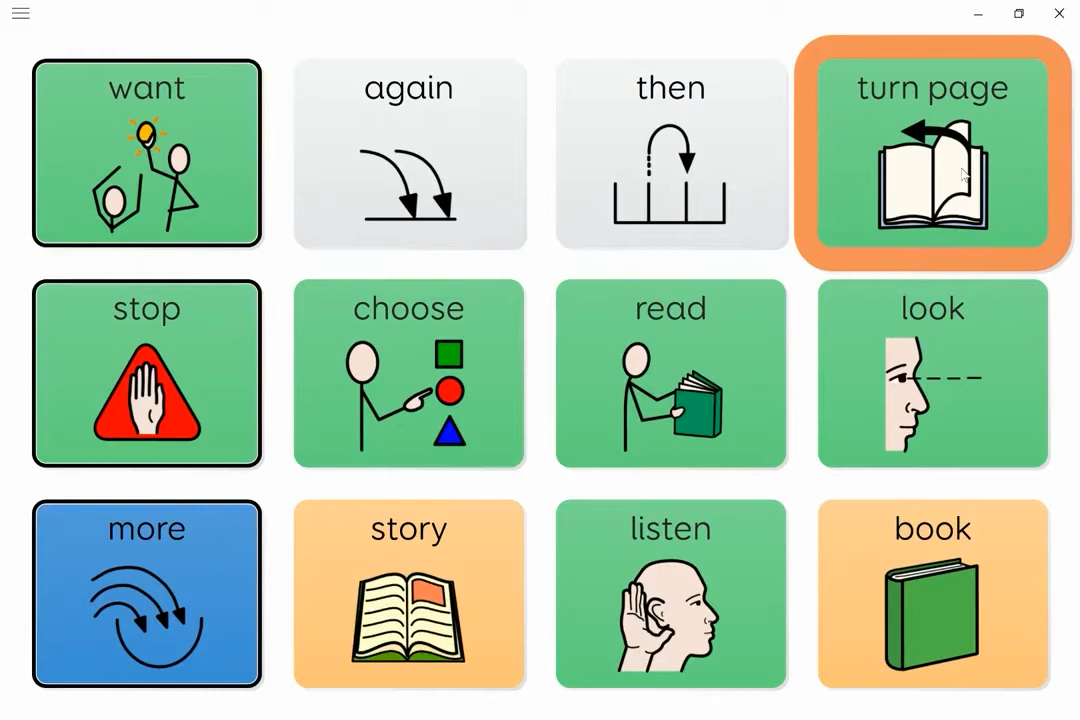 want
again
then
turn page
stop
choose
read
look
more
story
listen
book